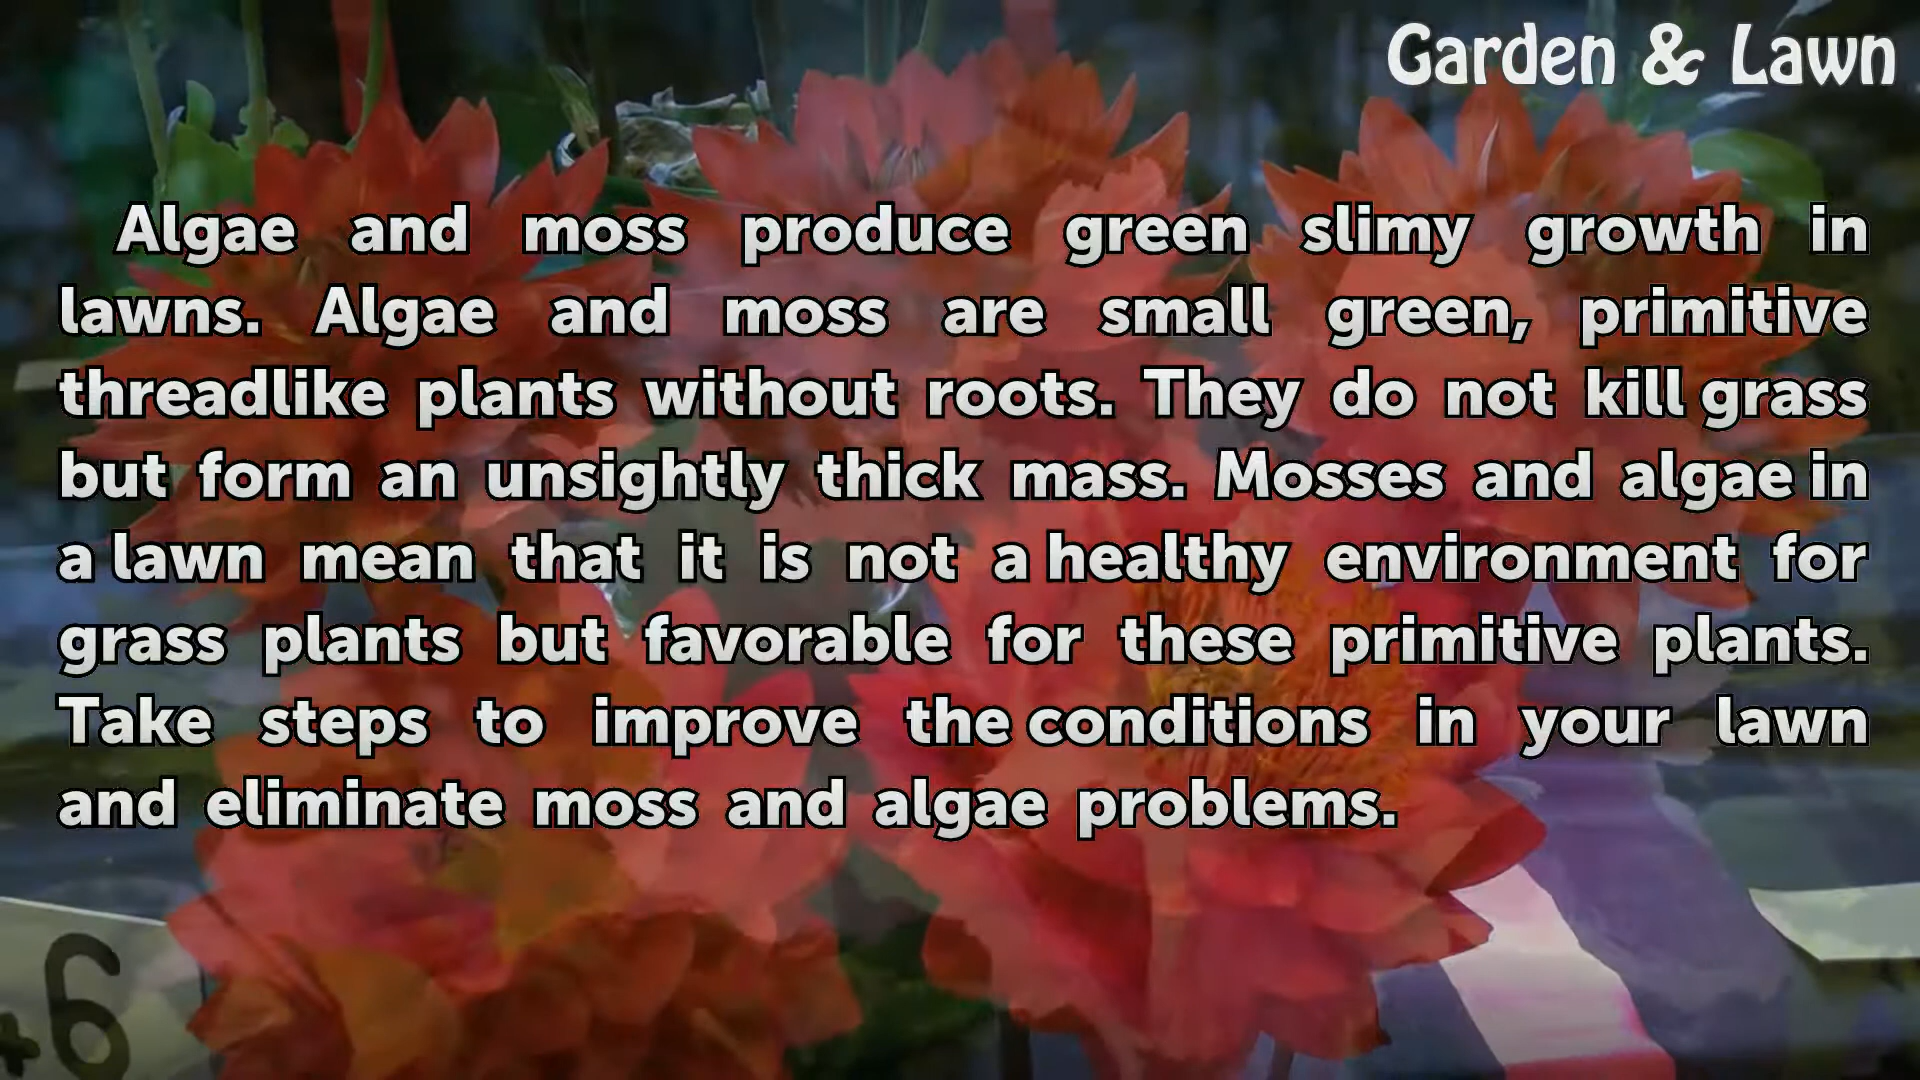 Garden & Lawn
Algae and moss produce green slimy growth in
lawns. Algae and moss are small green, primitive
threadlike plants without roots. They do not kill grass
but form an unsightly thick mass. Mosses and algae in
a lawn mean that it is not a healthy environment for
grass plants but favorable for these primitive plants.
Take steps to improve the conditions in your lawn
and eliminate moss and algae problems.
+6